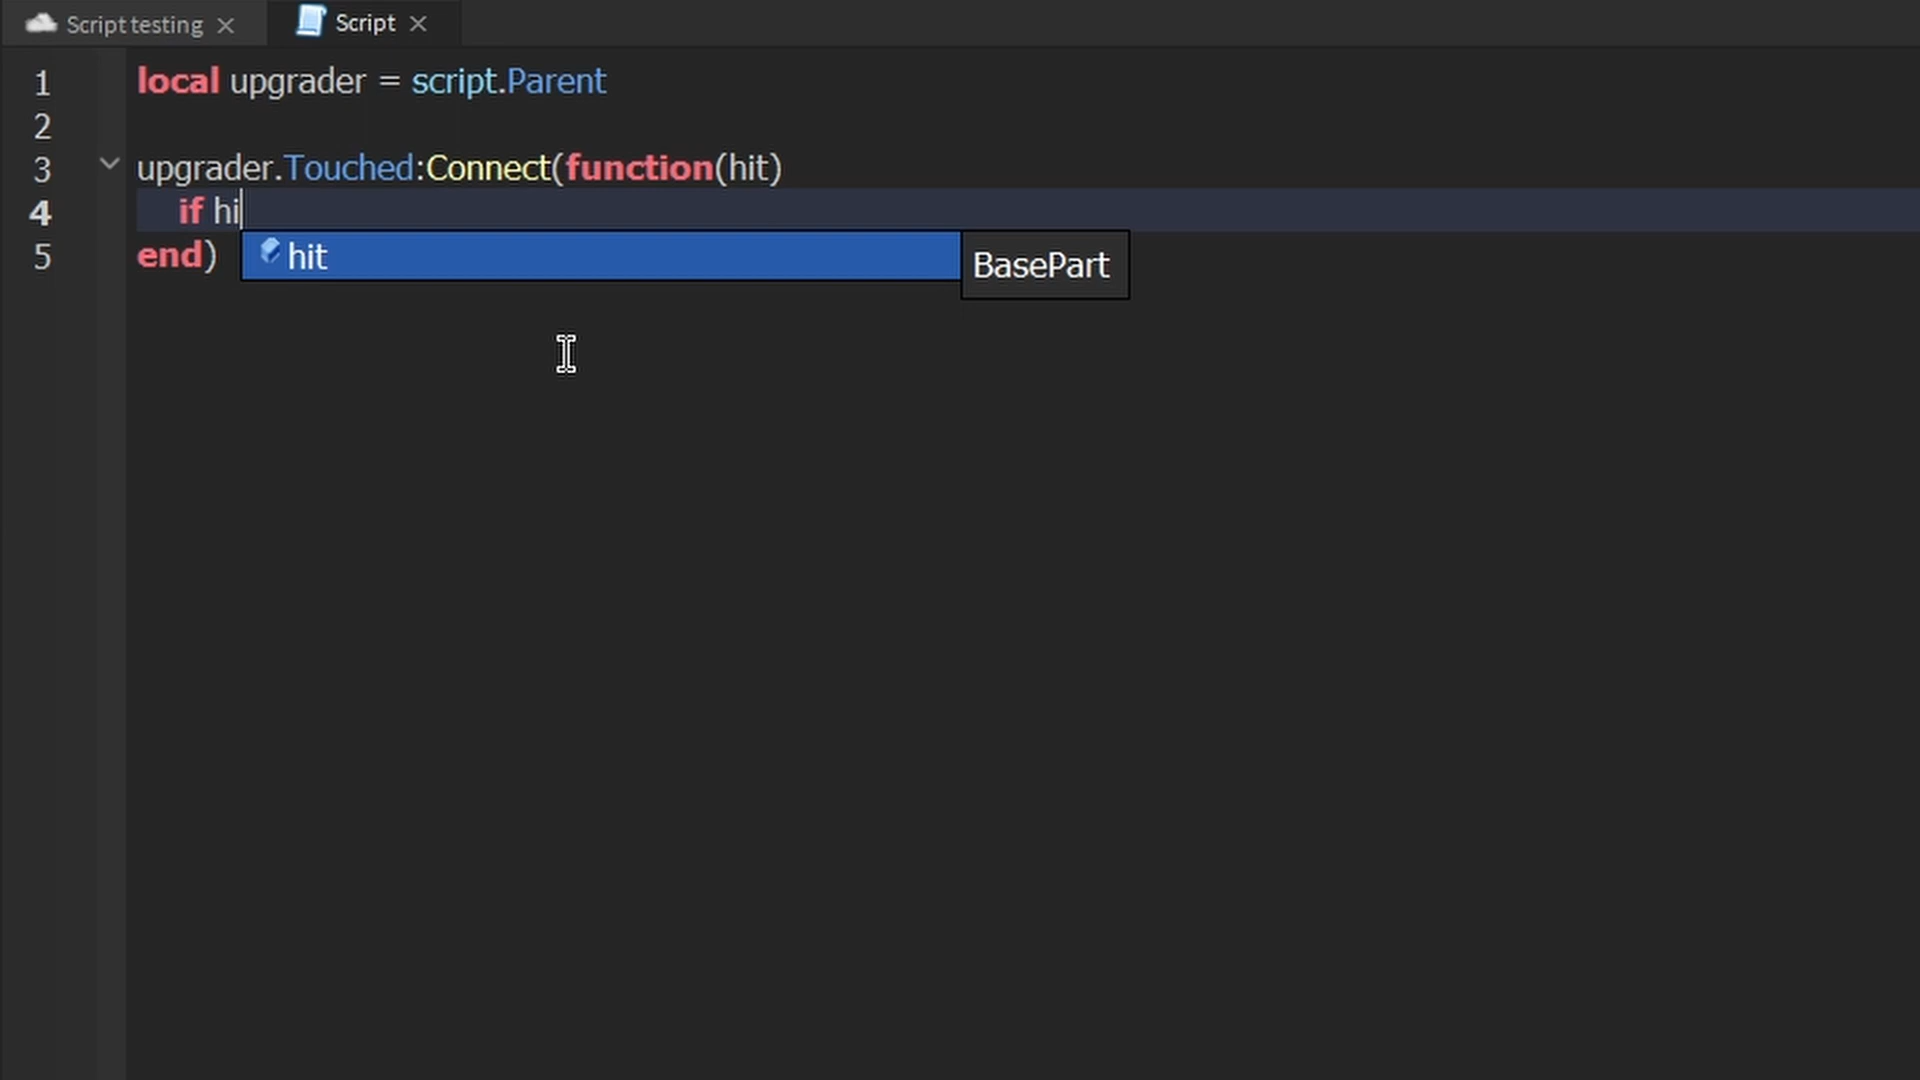 Script testing
Script
1 local upgrader = script.Parent
2
3 upgrader.Touched:Connect(function(hit)
4 if hi
5 end)
hit
BasePart